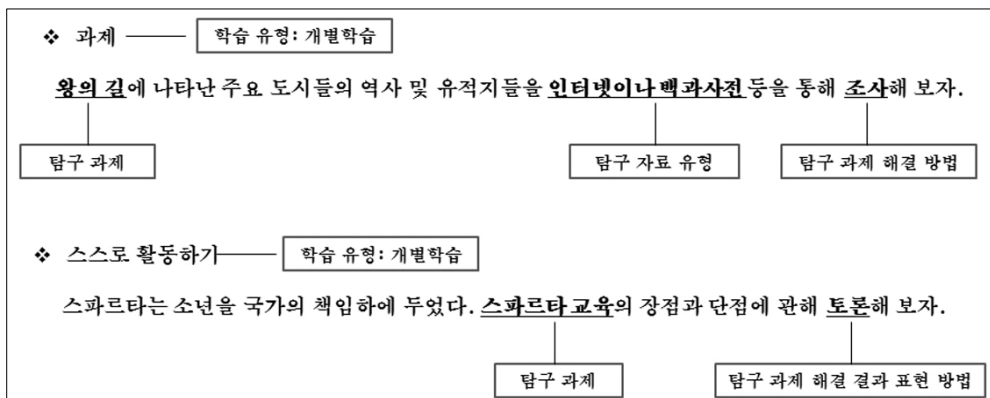 ❖ 과제 학습 유형: 개별학습
왕의 길에 나타난 주요 도시들의 역사 및 유적지들을 인터넷이나 백과사전 등을 통해 조사해 보자.
탐구 과제 탐구 자료 유형 탐구 과제 해결 방법
❖ 스스로 활동하기 학습 유형: 개별학습
스파르타는 소년을 국가의 책임하에 두었다. 스파르타 교육의 장점과 단점에 관해 토론해 보자.
탐구 과제 탐구 과제 해결 결과 표현 방법